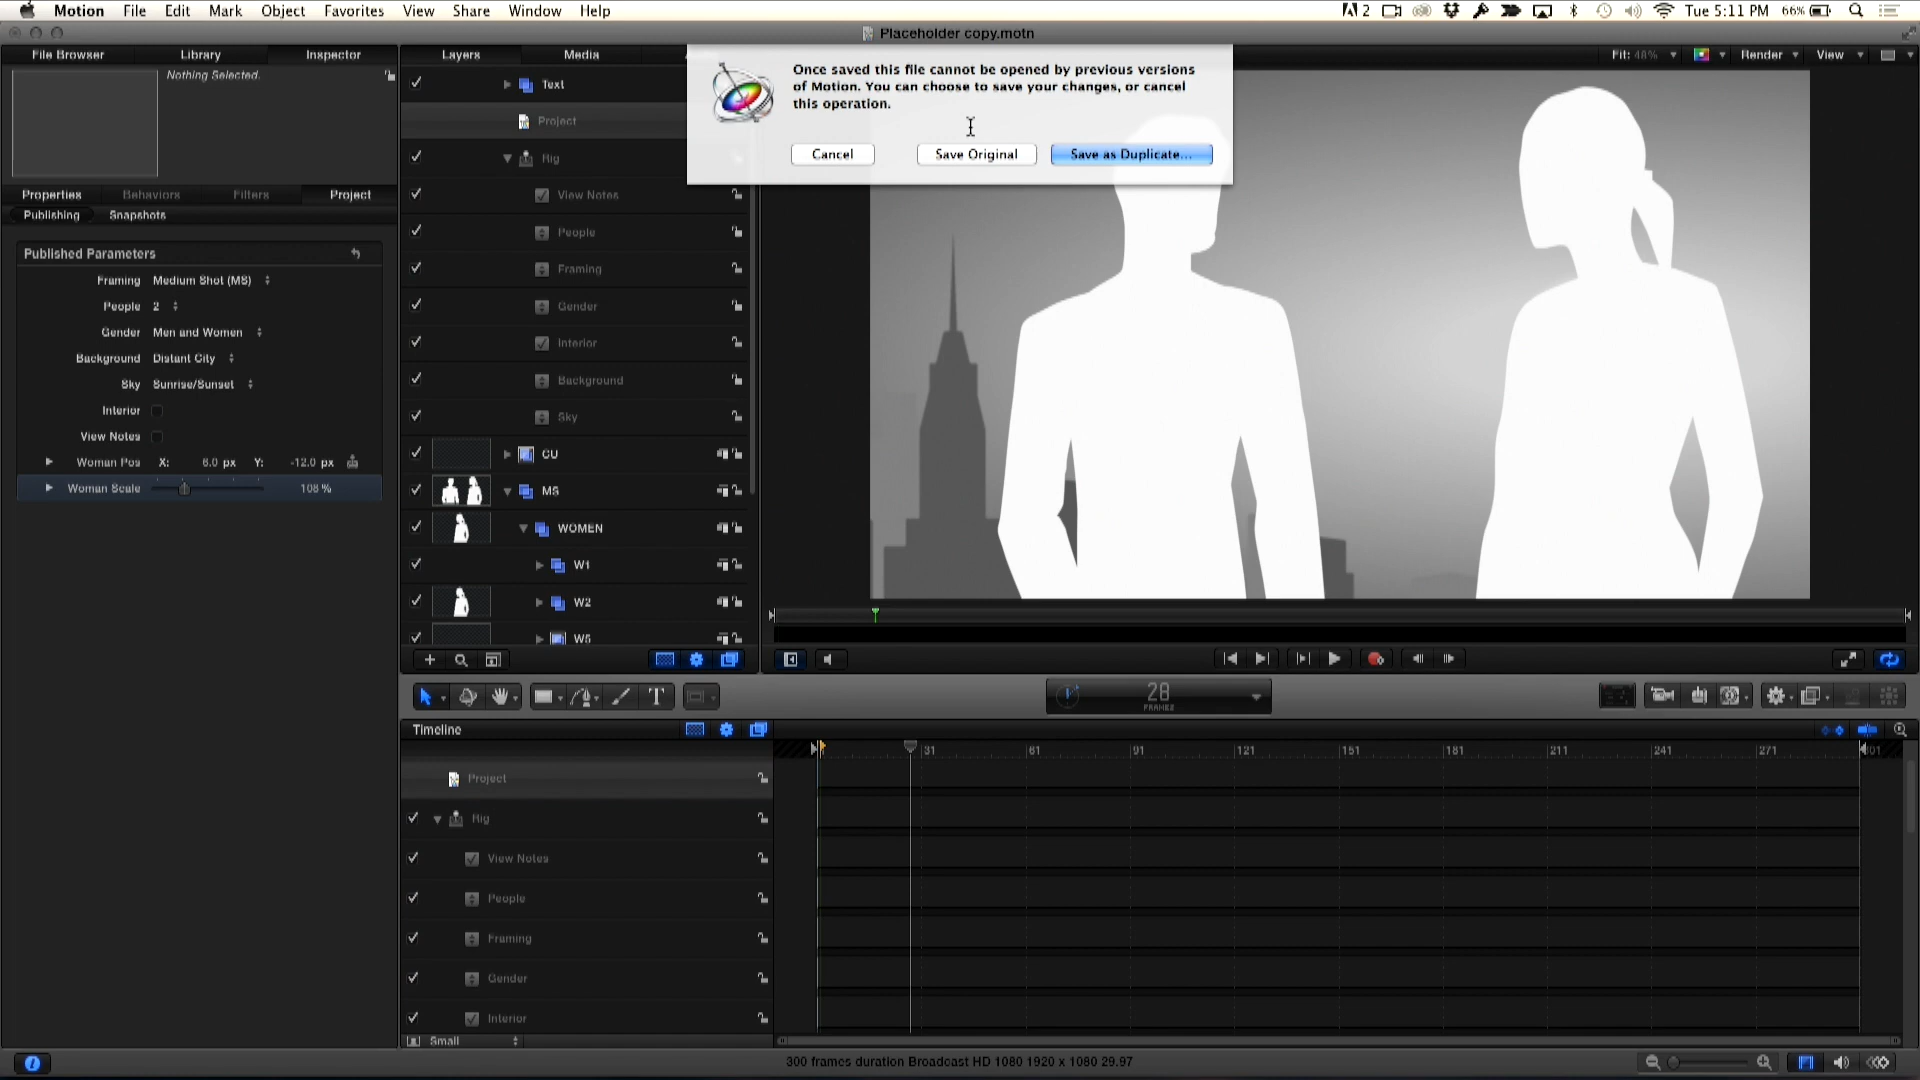 Motion File Edit Mark Object Favorites View Share Window Help
2 Tue 5:11 PM 66%
Placeholder copy.motn
File Browser Library Inspector
Layers Media
Fit: 48% Render View
Nothing Selected.
Once saved this file cannot be opened by previous versions
of Motion. You can choose to save your changes, or cancel
this operation.
Cancel Save Original Save as Duplicate...
Properties Behaviors Filters Project
Publishing Snapshots
Published Parameters
Framing Medium Shot (MS)
People 2
Gender Men and Women
Background Distant City
Sky Sunrise/Sunset
Interior
View Notes
Woman Pos X: 6.0 px Y: -12.0 px
Woman Scale 108 %
Text
Project
Rig
View Notes
People
Framing
Gender
Interior
Background
Sky
CU
MS
WOMEN
W1
W2
W5
T
28
FRAMES
Timeline
31 61 91 121 151 181 211 241 271 301
Project
Rig
View Notes
People
Framing
Gender
Interior
Small
300 frames duration Broadcast HD 1080 1920 x 1080 29.97